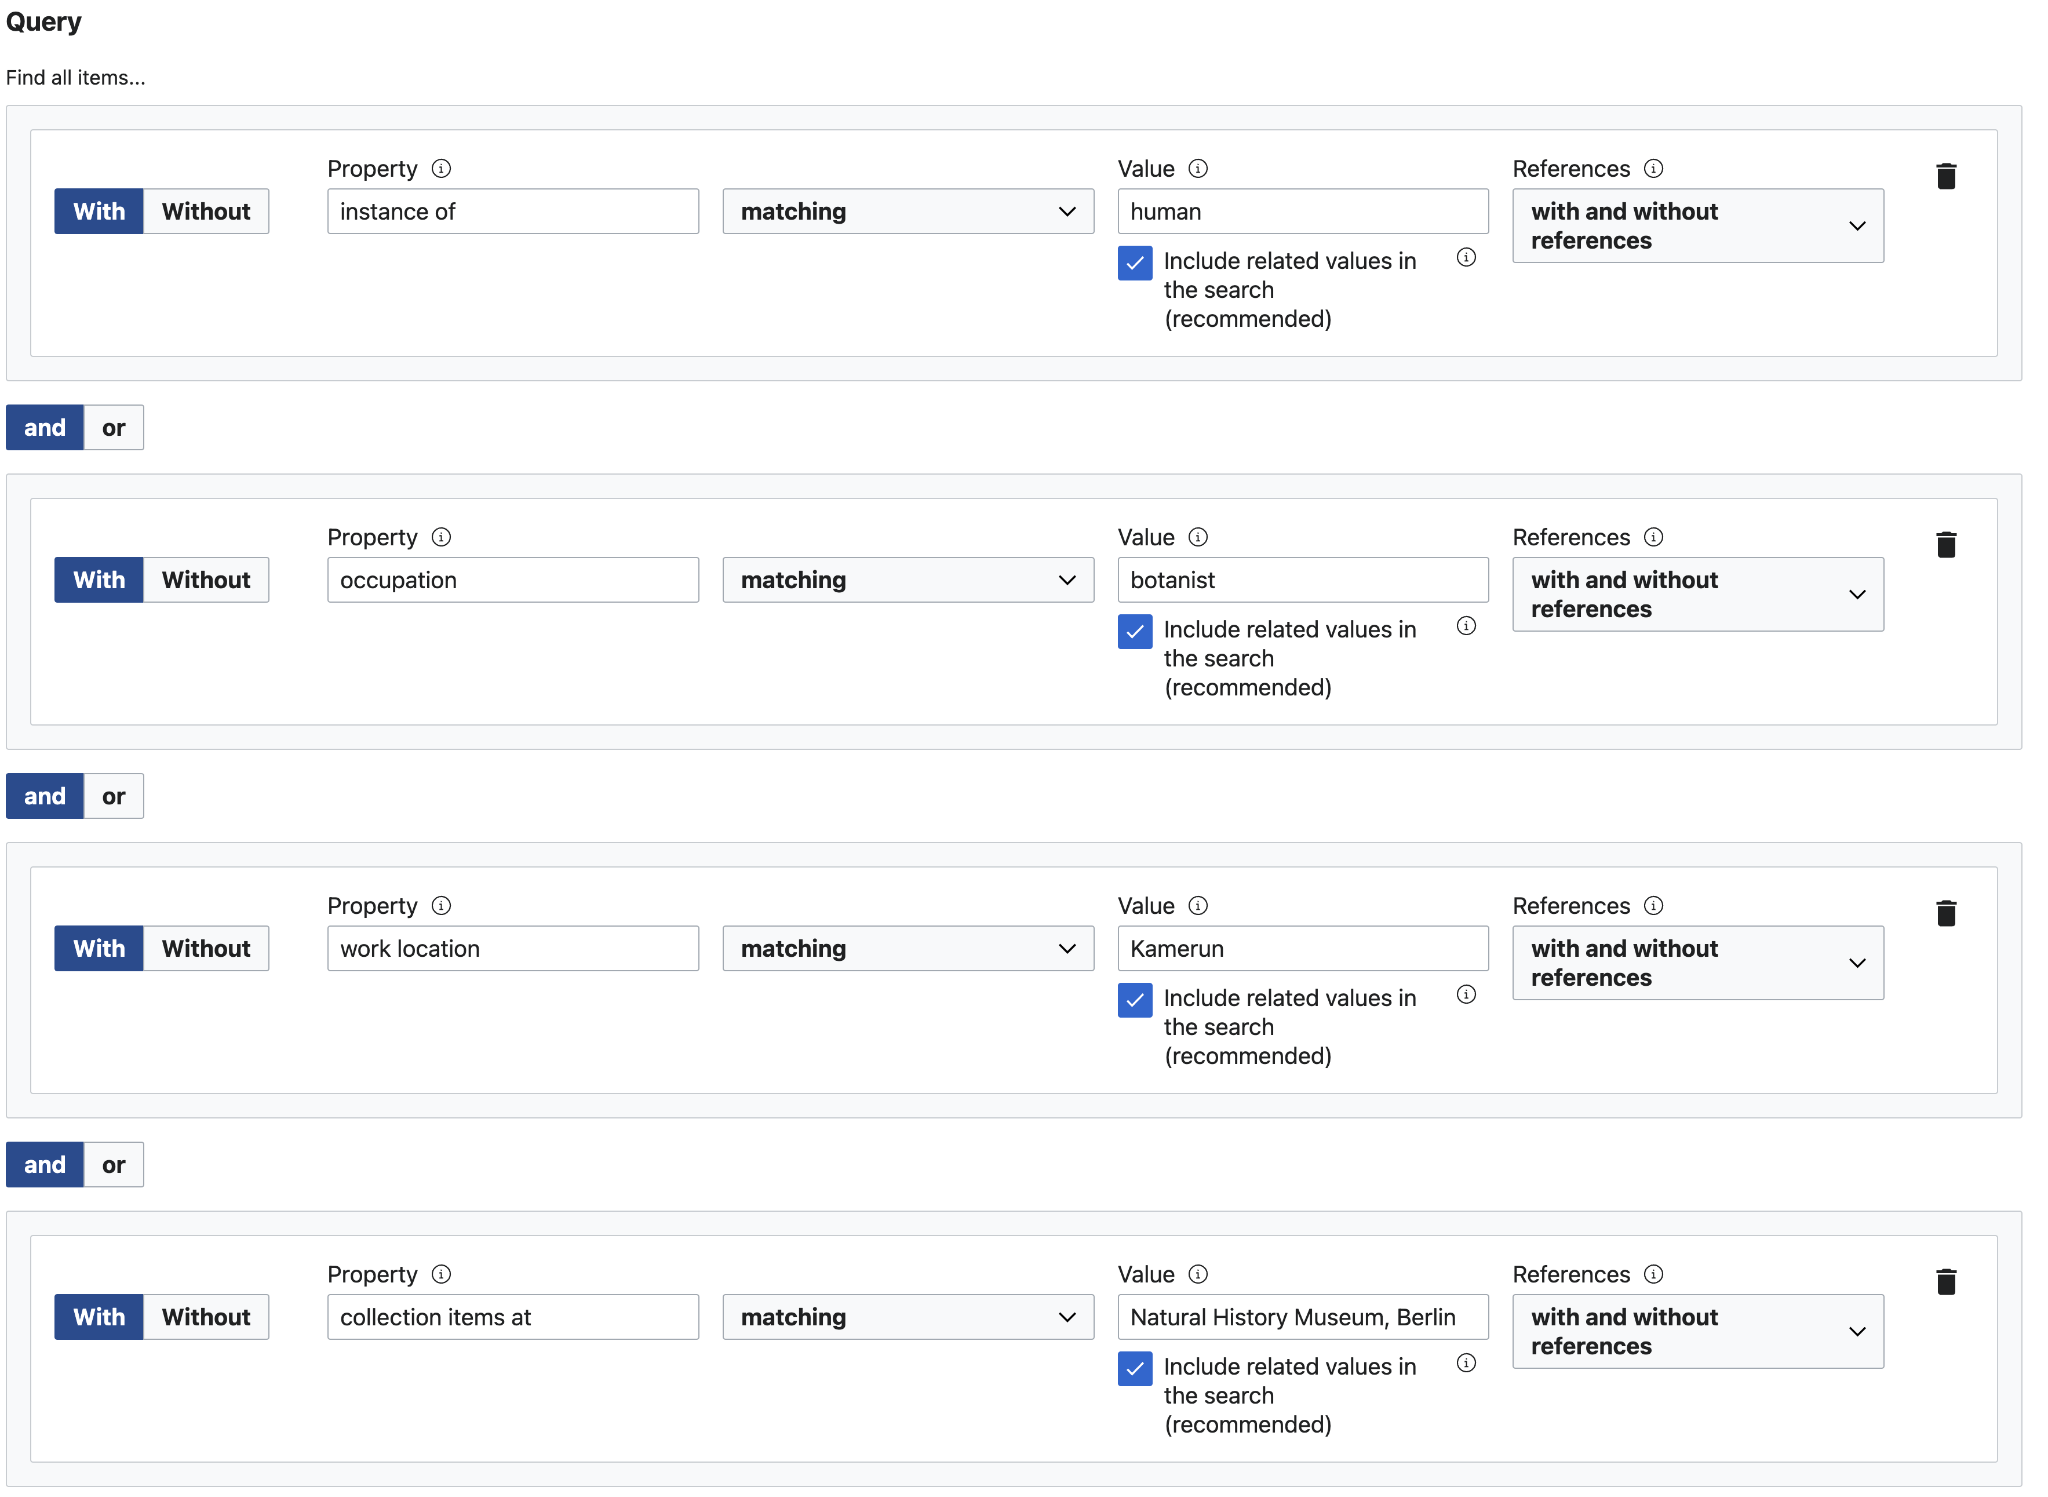 Query
Find all items...
Property
Value
References
With Without
instance of
matching
human
with and without
references
Include related values in
the search
(recommended)
and or
Property
Value
References
With Without
occupation
matching
botanist
with and without
references
Include related values in
the search
(recommended)
and or
Property
Value
References
With Without
work location
matching
Kamerun
with and without
references
Include related values in
the search
(recommended)
and or
Property
Value
References
With Without
collection items at
matching
Natural History Museum, Berlin
with and without
references
Include related values in
the search
(recommended)